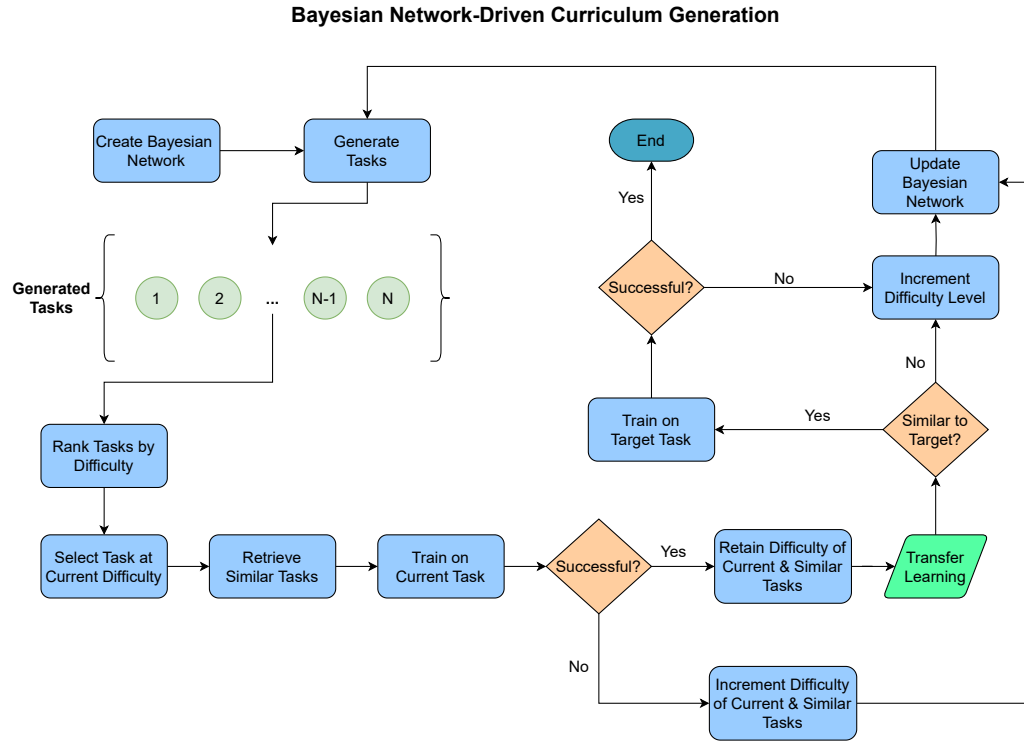 Bayesian Network-Driven Curriculum Generation
Create Bayesian
Network
Generate
Tasks
End
Update
Bayesian
Network
Yes
Generated
Tasks
1
2
...
N-1
N
Successful?
No
Increment
Difficulty Level
No
Train on
Target Task
Yes
Similar to
Target?
Rank Tasks by
Difficulty
Select Task at
Current Difficulty
Retrieve
Similar Tasks
Train on
Current Task
Successful?
Yes
Retain Difficulty of
Current & Similar
Tasks
Transfer
Learning
No
Increment Difficulty
of Current & Similar
Tasks